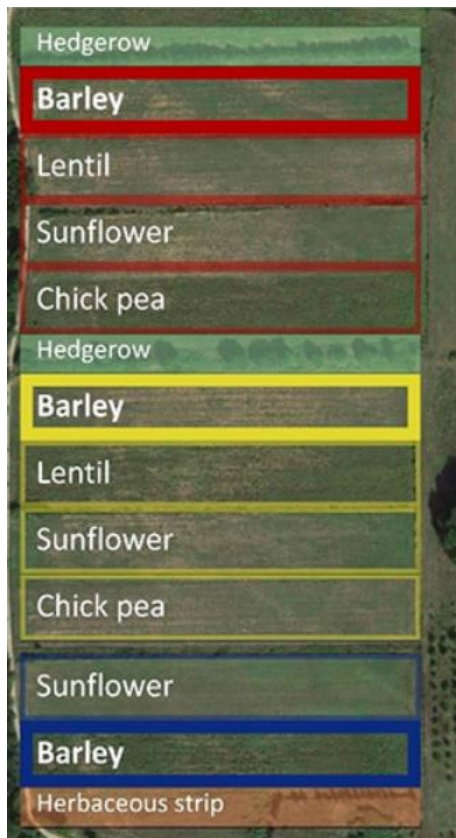 Hedgerow
Barley
Lentil
Sunflower
Chick pea
Hedgerow
Barley
Lentil
Sunflower
Chick pea
Sunflower
Barley
Herbaceous strip